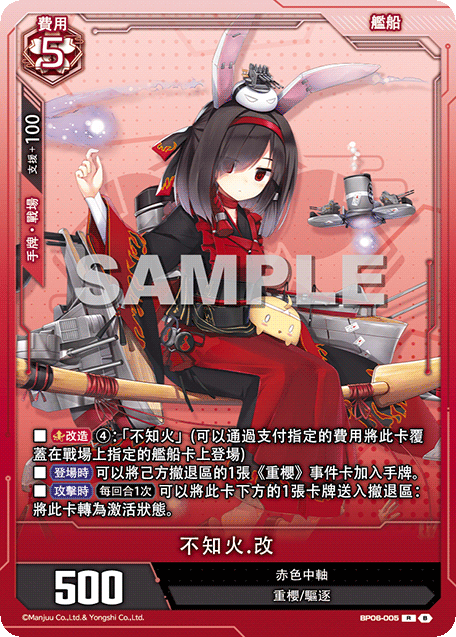 費用
5
艦船
支援+100
手牌・戰場
SAMPLE
■ 改造 ④:「不知火」(可以通過支付指定的費用將此卡覆
蓋在戰場上指定的艦船卡上登場)
■ 登場時 可以將己方撤退區的1張《重櫻》事件卡加入手牌。
■ 攻擊時 每回合1次 可以將此卡下方的1張卡牌送入撤退區:
將此卡轉為激活狀態。
不知火.改
500
赤色中軸
重櫻/驅逐
©Manjuu Co.,Ltd.& Yongshi Co.,Ltd.
BP06-005 R B